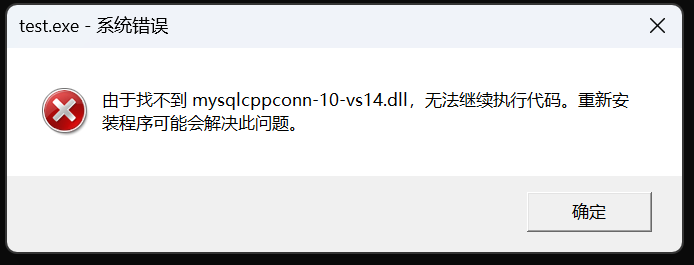 test.exe - 系统错误
由于找不到 mysqlcppconn-10-vs14.dll，无法继续执行代码。重新安
装程序可能会解决此问题。
确定